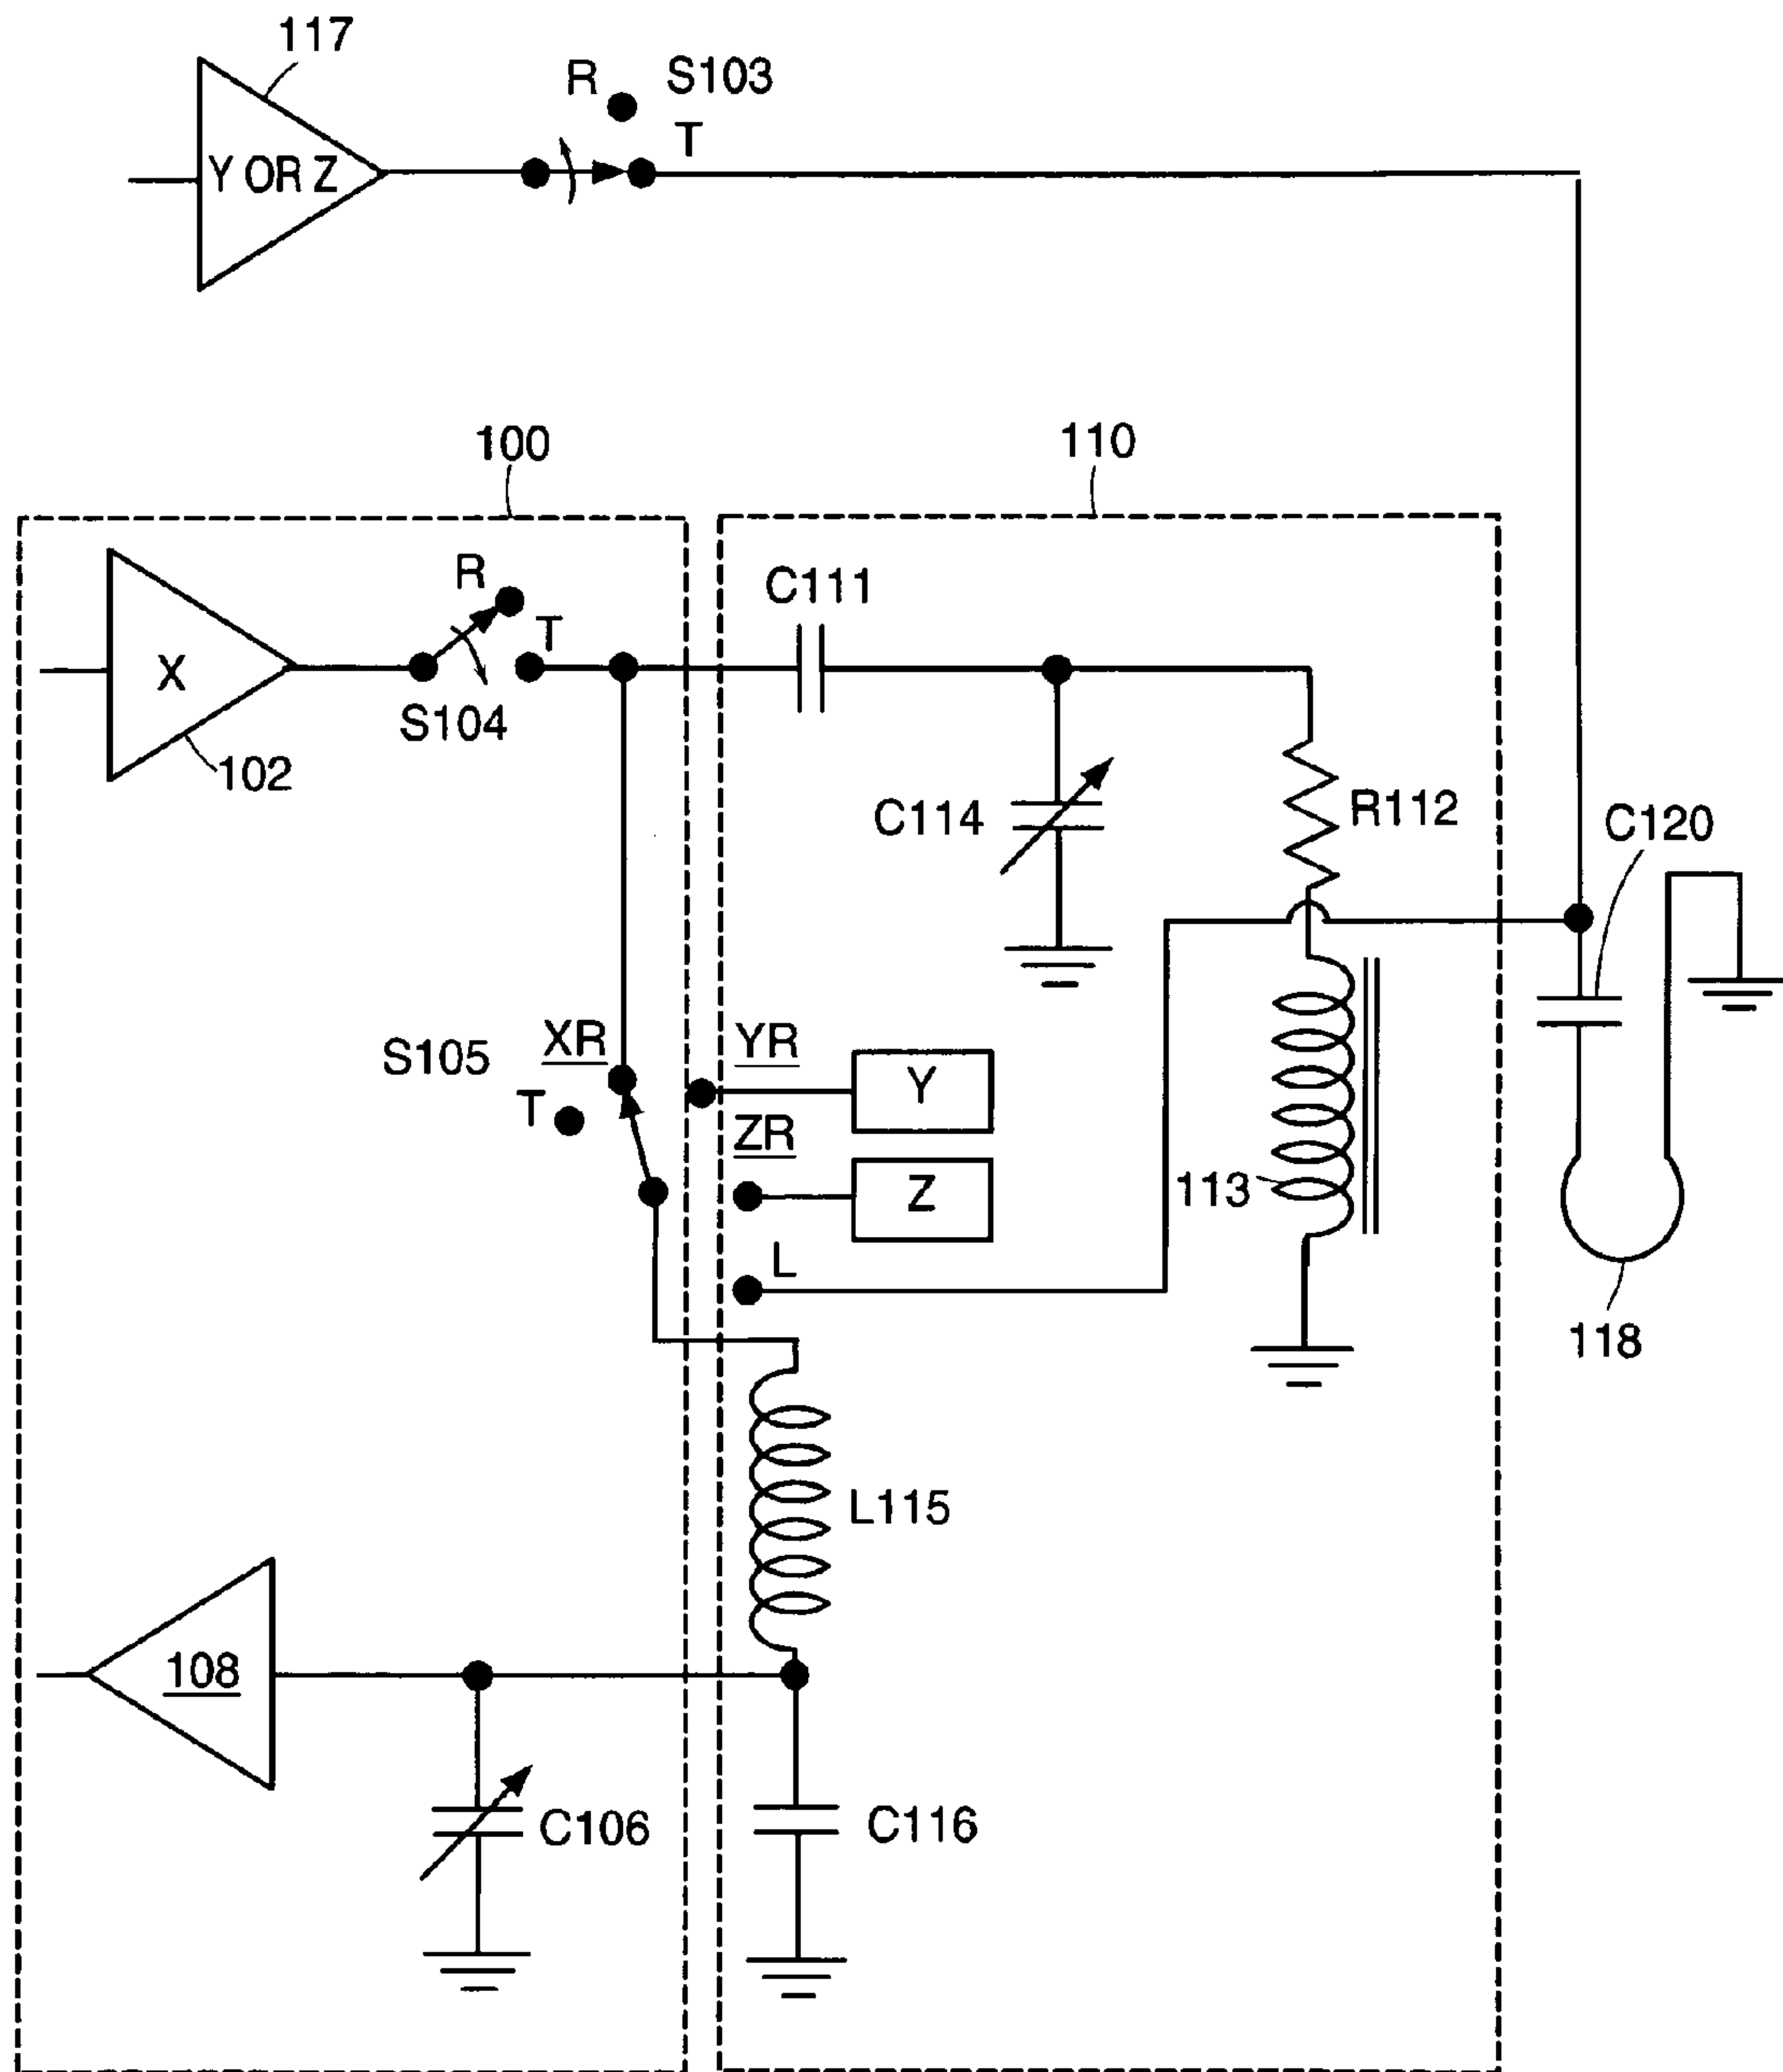 117
R
S103
T
Y OR Z
100
110
R
T
C111
X
S104
102
C114
R112
C120
S105
XR
T
YR
Y
ZR
Z
113
L
118
L115
108
C106
C116